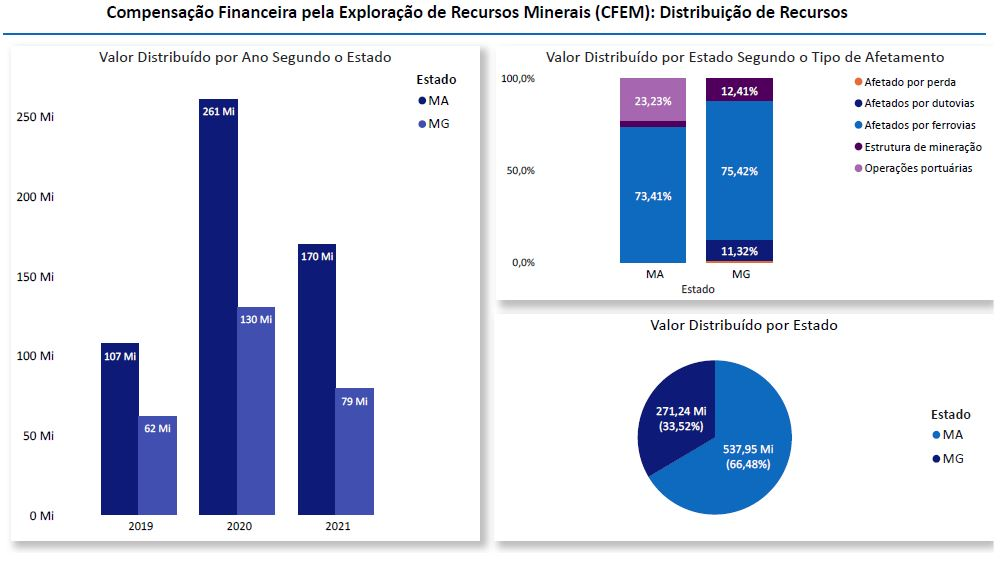 Compensação Financeira pela Exploração de Recursos Minerais (CFEM): Distribuição de Recursos
Valor Distribuído por Ano Segundo o Estado
Estado
MA
MG
250 Mi
200 Mi
150 Mi
100 Mi
50 Mi
0 Mi
107 Mi
62 Mi
261 Mi
130 Mi
170 Mi
79 Mi
2019
2020
2021
Valor Distribuído por Estado Segundo o Tipo de Afetamento
100,0%
50,0%
0,0%
23,23%
73,41%
12,41%
75,42%
11,32%
MA
MG
Estado
Afetado por perda
Afetados por dutovias
Afetados por ferrovias
Estrutura de mineração
Operações portuárias
Valor Distribuído por Estado
271,24 Mi
(33,52%)
537,95 Mi
(66,48%)
Estado
MA
MG